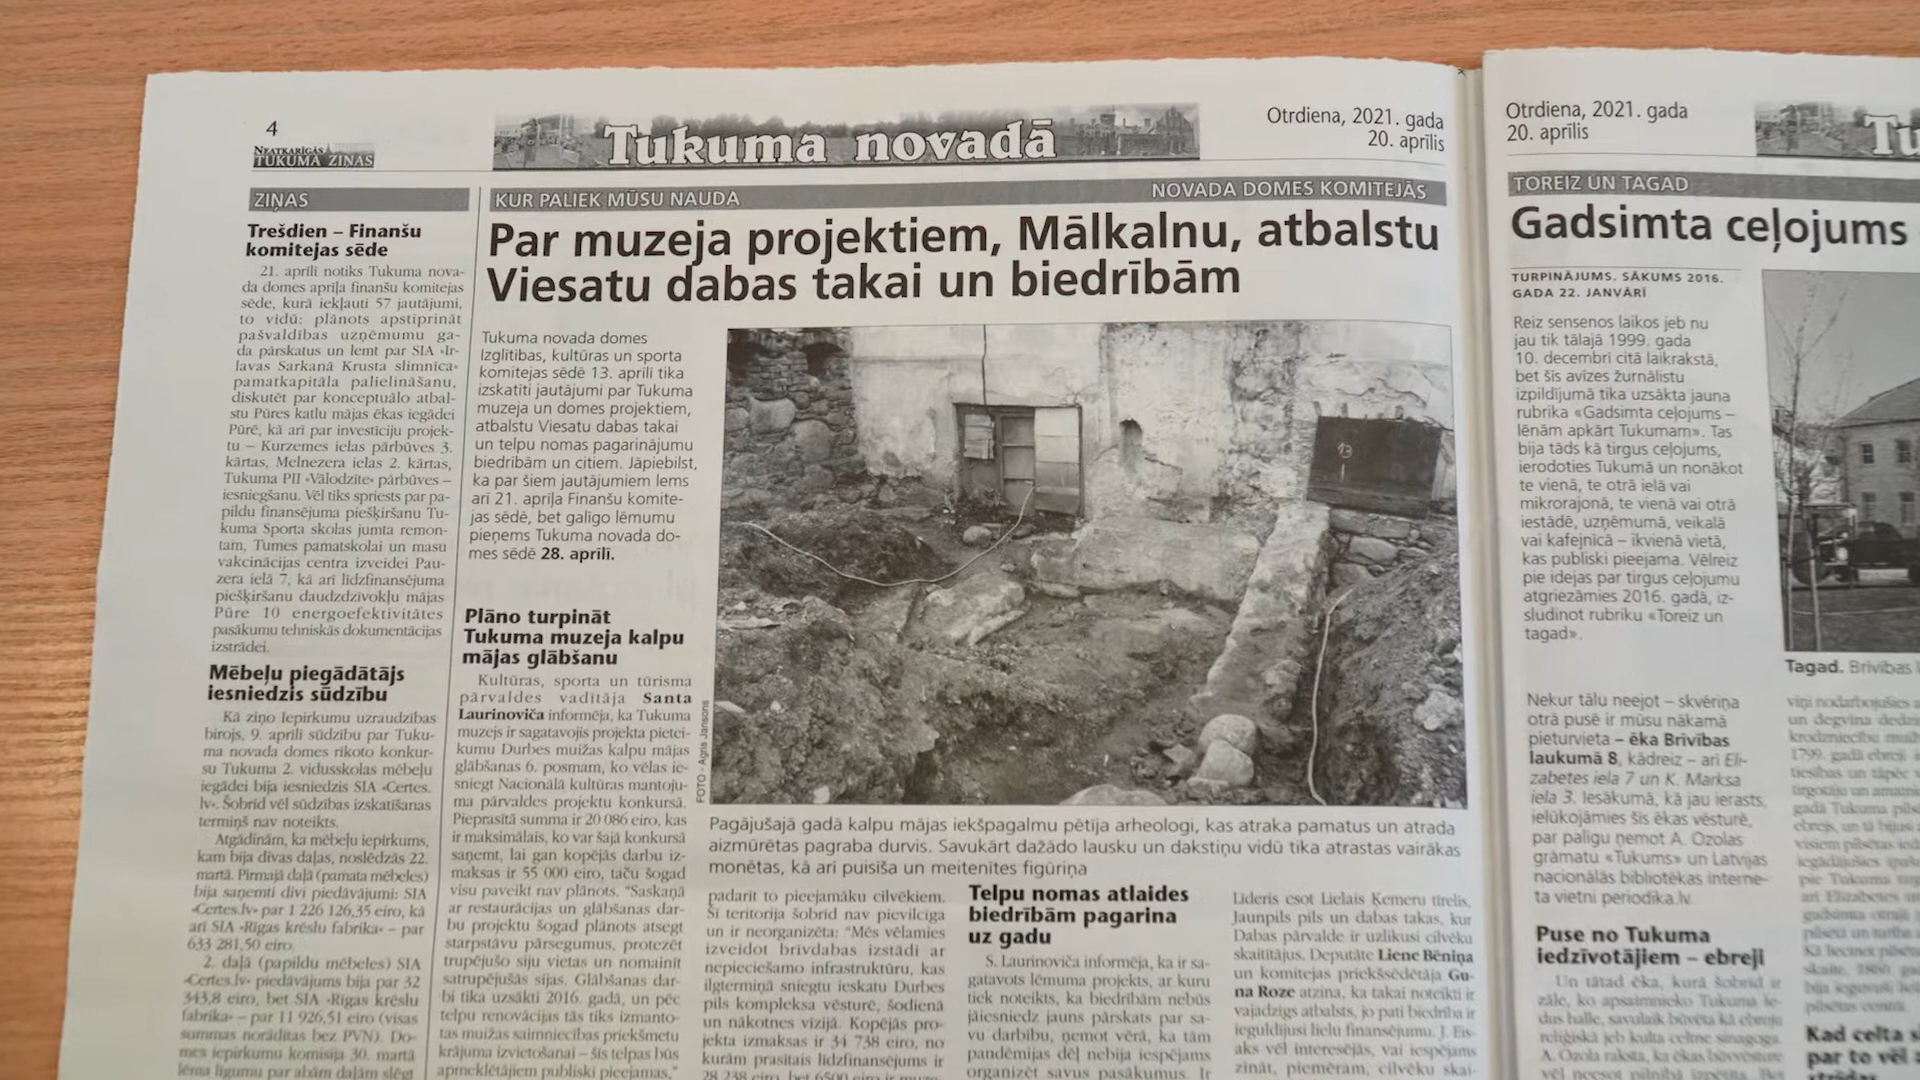 4
NEATKARĪGĀS
TUKUMA ZIŅAS
Tukuma novadā
Otrdiena, 2021. gada
20. aprīlis
ZIŅAS
Trešdien – Finanšu
komitejas sēde
21. aprīlī notiks Tukuma nova-
da domes aprīļa finanšu komitejas
sēde, kurā iekļauti 57 jautājumi,
to vidū: plānots apstiprināt
pašvaldības uzņēmumu ga-
da pārskatus un lemt par SIA «Ir-
lavas Sarkanā Krusta slimnīca»
pamatkapitāla palielināšanu,
diskutēt par konceptuālo atbal-
stu Pūres katlu mājas ēkas iegādei
Pūrē, kā arī par investīciju projek-
tu – Kurzemes ielas pārbūves 3.
kārtas, Melnezera ielas 2. kārtas,
Tukuma PII «Vālodzīte» pārbūves –
iesniegšanu. Vēl tiks spriests par pa-
pildu finansējuma piešķiršanu Tu-
kuma Sporta skolas jumta remon-
tam, Tumes pamatskolai un masu
vakcinācijas centra izveidei Pau-
zera ielā 7, kā arī līdzfinansējuma
piešķiršanu daudzdzīvokļu mājas
Pūre 10 energoefektivitātes
pasākumu tehniskās dokumentācijas
izstrādei.
Mēbeļu piegādātājs
iesniedzis sūdzību
Kā ziņo Iepirkumu uzraudzības
birojs, 9. aprīlī sūdzību par Tuku-
ma novada domes rīkoto konkur-
su Tukuma 2. vidusskolas mēbeļu
iegādei bija iesniedzis SIA «Certes.
lv». Šobrīd vēl sūdzības izskatīšanas
termiņš nav noteikts.
Atgādinām, ka mēbeļu iepirkums,
kam bija divas daļas, noslēdzās 22.
martā. Pirmajā daļā (pamata mēbeles)
bija saņemti divi piedāvājumi: SIA
«Certes.lv» par 1 226 126,35 eiro, kā
arī SIA «Rīgas krēslu fabrika» – par
633 281,50 eiro.
2. daļā (papildu mēbeles) SIA
«Certes.lv» piedāvājums bija par 32
343,8 eiro, bet SIA «Rīgas krēslu
fabrika» – par 11 926,51 eiro (visas
summas norādītas bez PVN). Do-
mes iepirkumu komisija 30. martā
lēma līgumu par abām daļām slēgt
KUR PALIEK MŪSU NAUDA
NOVADA DOMES KOMITEJĀS
Par muzeja projektiem, Mālkalnu, atbalstu
Viesatu dabas takai un biedrībām
Tukuma novada domes
Izglītības, kultūras un sporta
komitejas sēdē 13. aprīlī tika
izskatīti jautājumi par Tukuma
muzeja un domes projektiem,
atbalstu Viesatu dabas takai
un telpu nomas pagarinājumu
biedrībām un citiem. Jāpiebilst,
ka par šiem jautājumiem lems
arī 21. aprīļa Finanšu komite-
jas sēdē, bet galīgo lēmumu
pieņems Tukuma novada do-
mes sēdē 28. aprīlī.
Plāno turpināt
Tukuma muzeja kalpu
mājas glābšanu
Kultūras, sporta un tūrisma
pārvaldes vadītāja Santa
Laurinoviča informēja, ka Tukuma
muzejs ir sagatavojis projekta pietei-
kumu Durbes muižas kalpu mājas
glābšanas 6. posmam, ko vēlas ie-
sniegt Nacionālā kultūras mantoju-
ma pārvaldes projektu konkursā.
Pieprasītā summa ir 20 086 eiro, kas
ir maksimālais, ko var šajā konkursā
saņemt, lai gan kopējās darbu iz-
maksas ir 55 000 eiro, taču šogad
visu paveikt nav plānots. "Saskaņā
ar restaurācijas un glābšanas dar-
bu projektu šogad plānots atsegt
starpstāvu pārsegumus, protezēt
trupējušo siju vietas un nomainīt
satrupējušās sijas. Glābšanas dar-
bi tika uzsākti 2016. gadā, un pēc
telpu renovācijas tās tiks izmanto-
tas muižas saimniecības priekšmetu
krājuma izvietošanai – šīs telpas būs
apmeklētājiem publiski pieejamas,"
FOTO - Agris Jansons
13
Pagājušajā gadā kalpu mājas iekšpagalmu pētīja arheologi, kas atraka pamatus un atrada
aizmūrētas pagraba durvis. Savukārt dažādo lausku un dakstiņu vidū tika atrastas vairākas
monētas, kā arī puisīša un meitenītes figūriņa
padarīt to pieejamāku cilvēkiem.
Šī teritorija šobrīd nav pievilcīga
un ir neorganizēta: "Mēs vēlamies
izveidot brīvdabas izstādi ar
nepieciešamo infrastruktūru, kas
ilgtermiņā sniegtu ieskatu Durbes
pils kompleksa vēsturē, šodienā
un nākotnes vīzijā. Kopējās pro-
jekta izmaksas ir 34 738 eiro, no
kurām prasītais līdzfinansējums ir
28 238 eiro, bet 6500 eiro ir muze-
Telpu nomas atlaides
biedrībām pagarina
uz gadu
S. Laurinoviča informēja, ka ir sa-
gatavots lēmuma projekts, ar kuru
tiek noteikts, ka biedrībām nebūs
jāiesniedz jauns pārskats par sa-
vu darbību, ņemot vērā, ka tām
pandēmijas dēļ nebija iespējams
organizēt savus pasākumus. Ir
Līderis esot Lielais Ķemeru tīrelis,
Jaunpils pils un dabas takas, kur
Dabas pārvalde ir uzlikusi cilvēku
skaitītājus. Deputāte Liene Bēniņa
un komitejas priekšsēdētāja Gu-
na Roze atzina, ka takai noteikti ir
vajadzīgs atbalsts, jo pati biedrība ir
ieguldījusi lielu finansējumu. J. Eis-
aks vēl interesējās, vai iespējams
zināt, piemēram, cilvēku skai-
Otrdiena, 2021. gada
20. aprīlis
Tu
TOREIZ UN TAGAD
Gadsimta ceļojums
TURPINĀJUMS. SĀKUMS 2016.
GADA 22. JANVĀRĪ
Reiz sensenos laikos jeb nu
jau tik tālajā 1999. gada
10. decembrī citā laikrakstā,
bet šīs avīzes žurnālistu
izpildījumā tika uzsākta jauna
rubrika «Gadsimta ceļojums –
lēnām apkārt Tukumam». Tas
bija tāds kā tirgus ceļojums,
ierodoties Tukumā un nonākot
te vienā, te otrā ielā vai
mikrorajonā, te vienā vai otrā
iestādē, uzņēmumā, veikalā
vai kafejnīcā – ikvienā vietā,
kas publiski pieejama. Vēlreiz
pie idejas par tirgus ceļojumu
atgriezāmies 2016. gadā, iz-
sludinot rubriku «Toreiz un
tagad».
Nekur tālu neejot – skvēriņa
otrā pusē ir mūsu nākamā
pieturvieta – ēka Brīvības
laukumā 8, kādreiz – arī Eli-
zabetes iela 7 un K. Marksa
iela 3. Iesākumā, kā jau ierasts,
ielūkojāmies šīs ēkas vēsturē,
par palīgu ņemot A. Ozolas
grāmatu «Tukums» un Latvijas
nacionālās bibliotēkas interne-
ta vietni periodika.lv.
Puse no Tukuma
iedzīvotājiem – ebreji
Un tātad ēka, kurā šobrīd ir
zāle, ko apsaimnieko Tukuma le-
dus halle, savulaik būvēta kā ebreju
reliģiskā jeb kulta celtne sinagoga.
A. Ozola raksta, ka ēkas būvvēsture
Tagad. Brīvības
viņi nodarbojušies
un degvīna
1799. gadā ebreji
Kad celta
par to vēl